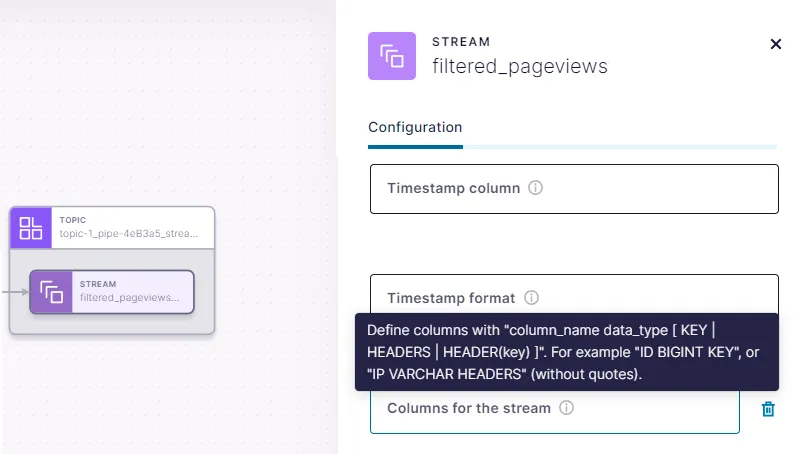 STREAM
filtered_pageviews
Configuration
Timestamp column
TOPIC
topic-1_pipe-4eB3a5_strea...
STREAM
filtered_pageviews...
Timestamp format
Define columns with "column_name data_type [ KEY |
HEADERS | HEADER(key) ]". For example "ID BIGINT KEY", or
"IP VARCHAR HEADERS" (without quotes).
Columns for the stream